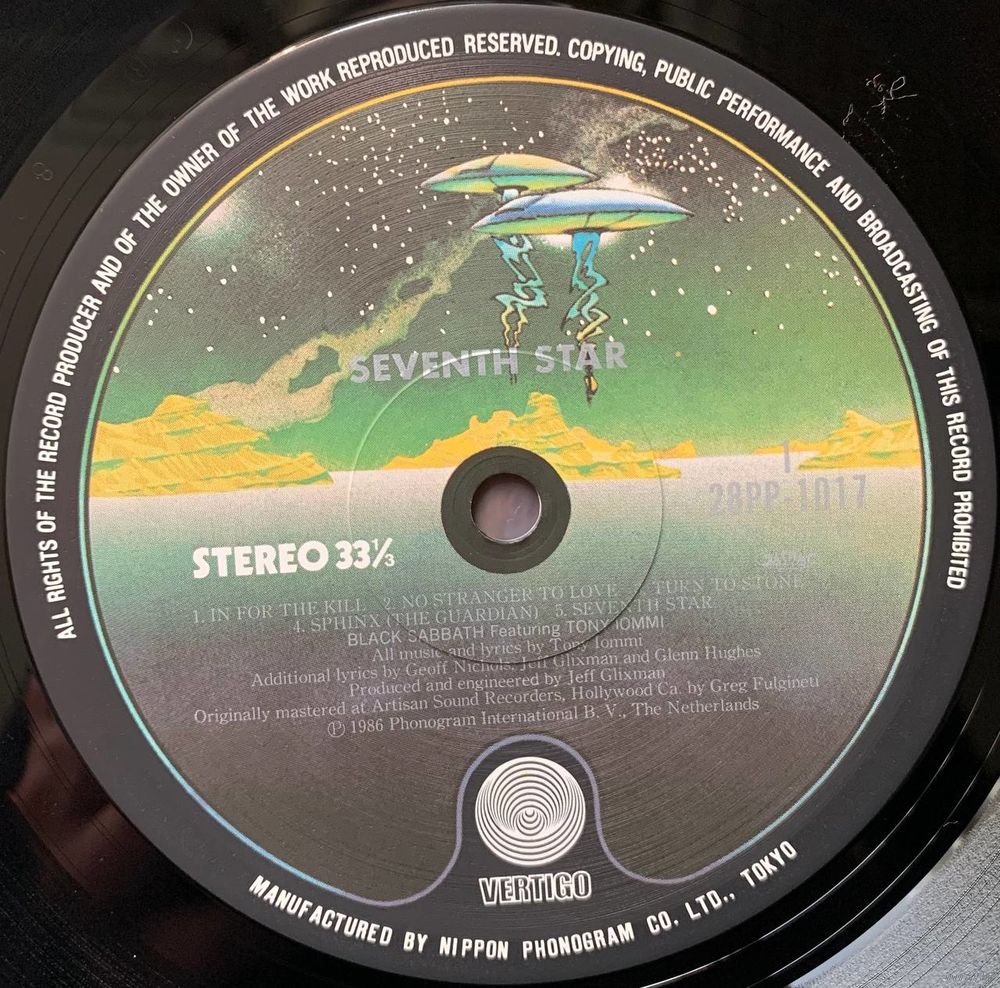 ALL RIGHTS OF THE RECORD PRODUCER AND OF THE OWNER OF THE WORK REPRODUCED RESERVED. COPYING, PUBLIC PERFORMANCE AND BROADCASTING OF THIS RECORD PROHIBITED
SEVENTH STAR
1
28PP-1017
STEREO 33⅓
1. IN FOR THE KILL 2. NO STRANGER TO LOVE 3. TURN TO STONE
4. SPHINX (THE GUARDIAN) 5. SEVENTH STAR
BLACK SABBATH Featuring TONY IOMMI
All music and lyrics by Tony Iommi
Additional lyrics by Geoff Nichols, Jeff Glixman and Glenn Hughes
Produced and engineered by Jeff Glixman
Originally mastered at Artisan Sound Recorders, Hollywood Ca. by Greg Fulgineti
Ⓟ 1986 Phonogram International B. V., The Netherlands
VERTIGO
MANUFACTURED BY NIPPON PHONOGRAM CO. LTD., TOKYO